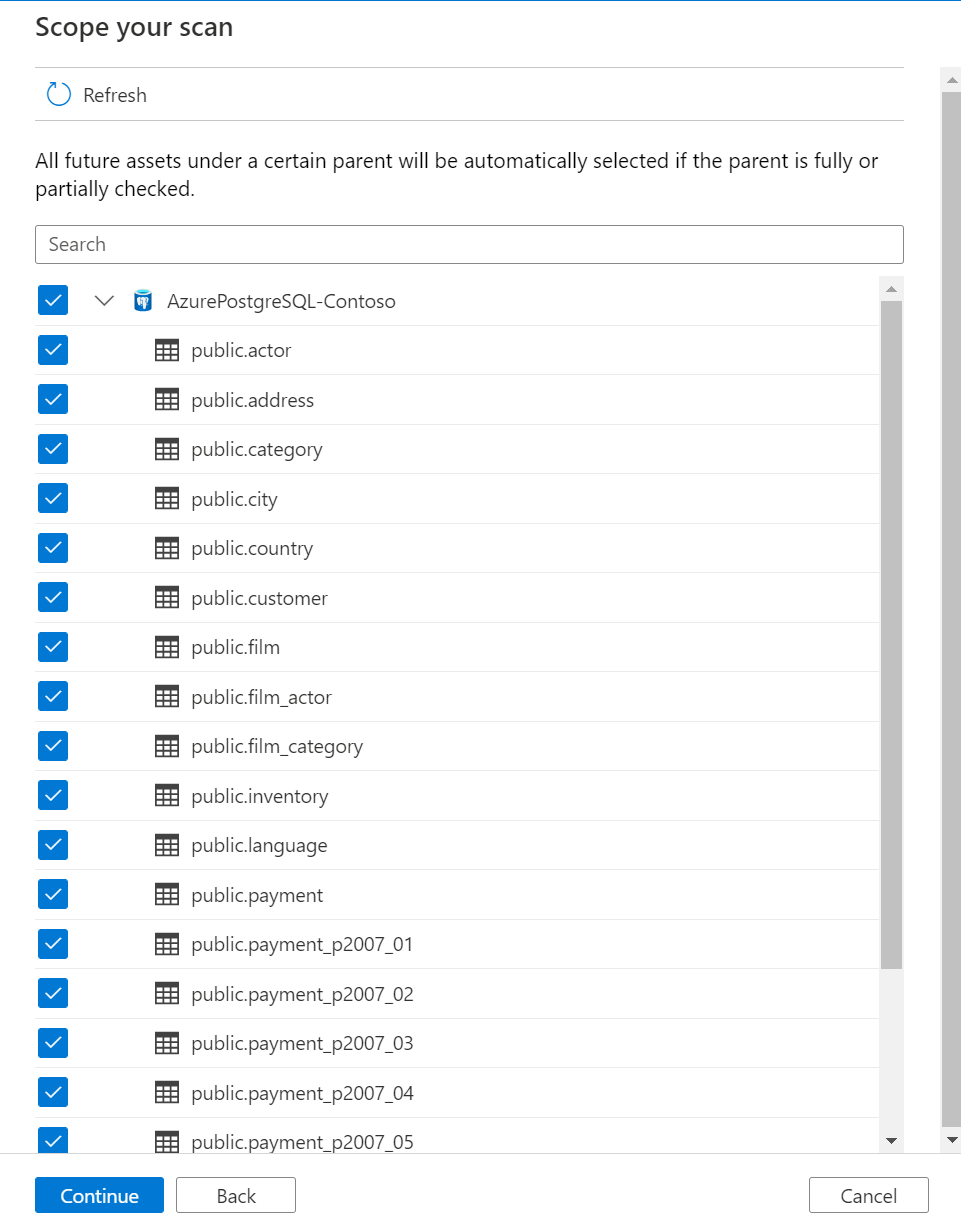 Scope your scan
Refresh
All future assets under a certain parent will be automatically selected if the parent is fully or
partially checked.
Search
AzurePostgreSQL-Contoso
public.actor
public.address
public.category
public.city
public.country
public.customer
public.film
public.film_actor
public.film_category
public.inventory
public.language
public.payment
public.payment_p2007_01
public.payment_p2007_02
public.payment_p2007_03
public.payment_p2007_04
public.payment_p2007_05
Continue Back Cancel